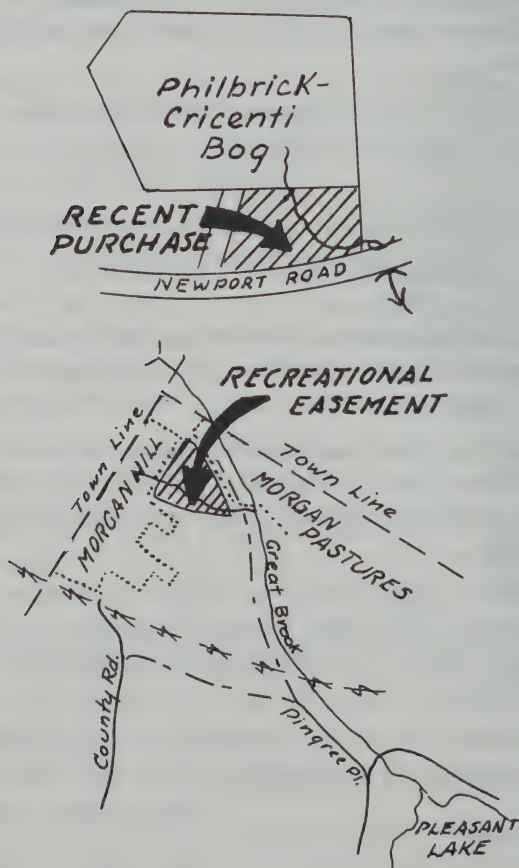 Philbrick-
Cricenti
Bog
RECENT
PURCHASE
NEWPORT ROAD
RECREATIONAL
EASEMENT
Town Line
Town Line
MORGAN HILL
MORGAN
PASTURES
Great Brook
County Rd.
Pingree Pl.
PLEASANT
LAKE